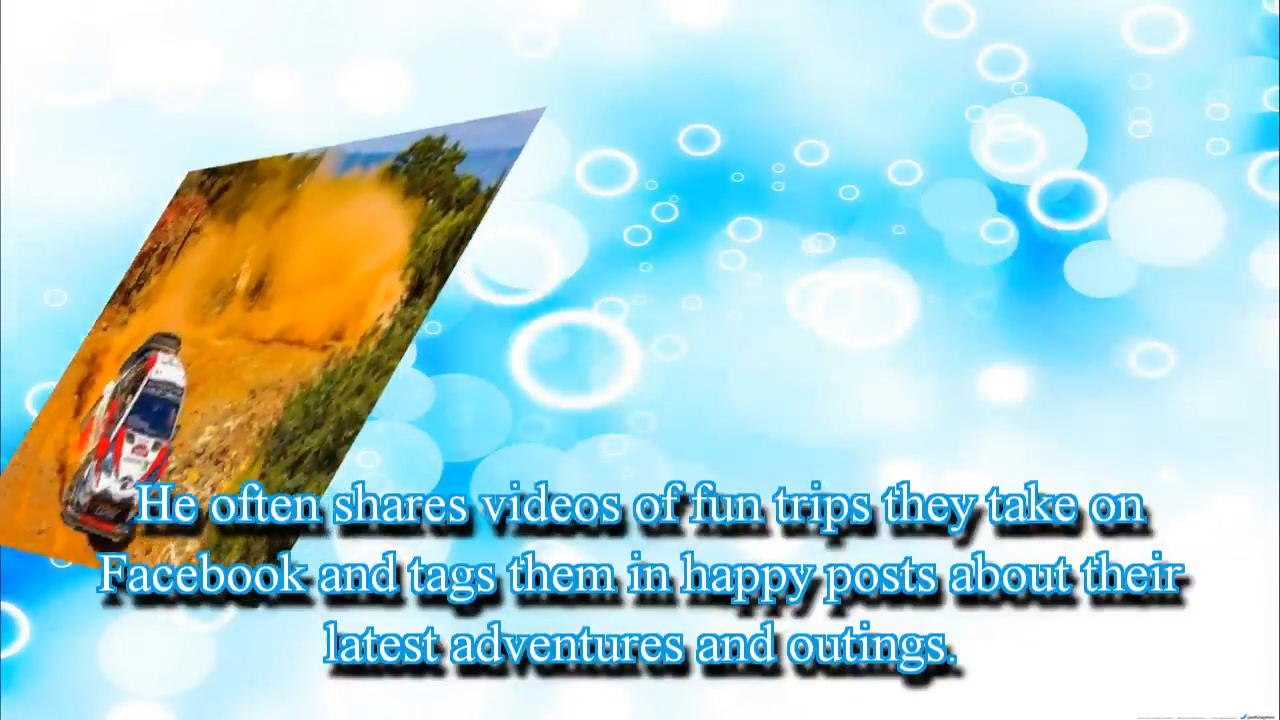 He often shares videos of fun trips they take on
Facebook and tags them in happy posts about their
latest adventures and outings.